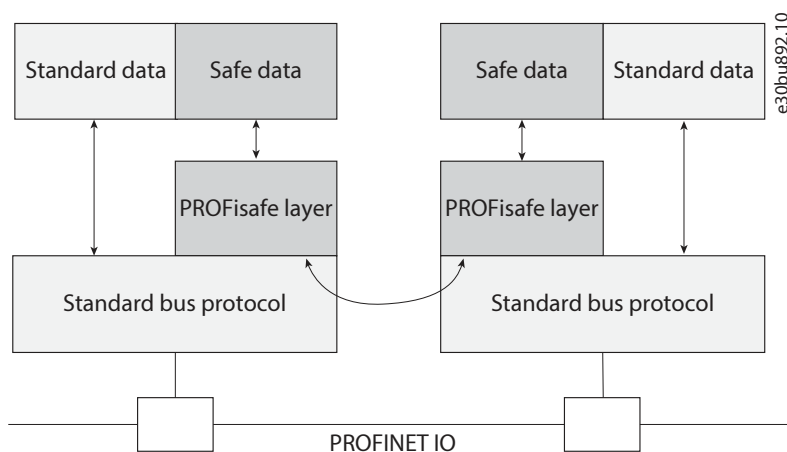 Standard data
Safe data
Safe data
Standard data
e30bu892.10
PROFisafe layer
PROFisafe layer
Standard bus protocol
Standard bus protocol
PROFINET IO